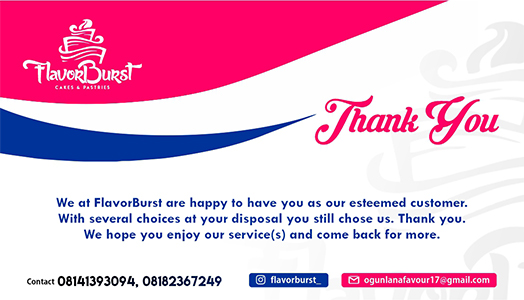 FlavorBurst
CAKES & PASTRIES
Thank You
We at FlavorBurst are happy to have you as our esteemed customer.
With several choices at your disposal you still chose us. Thank you.
We hope you enjoy our service(s) and come back for more.
Contact 08141393094, 08182367249
flavorburst_
ogunlanafavour17@gmail.com